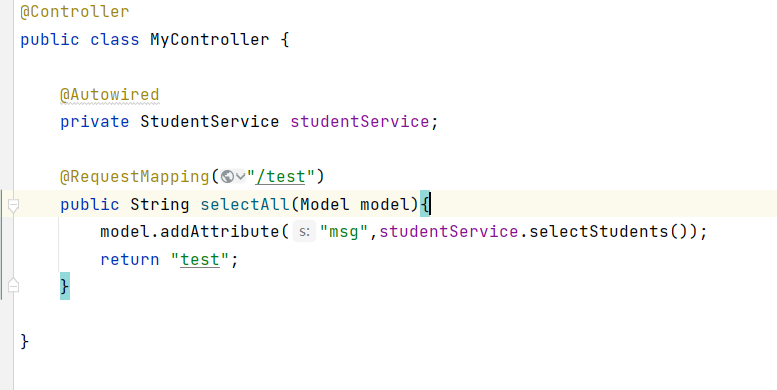 @Controller
public class MyController {
@Autowired
private StudentService studentService;
@RequestMapping("/test")
public String selectAll(Model model){
model.addAttribute( s: "msg",studentService.selectStudents());
return "test";
}
}